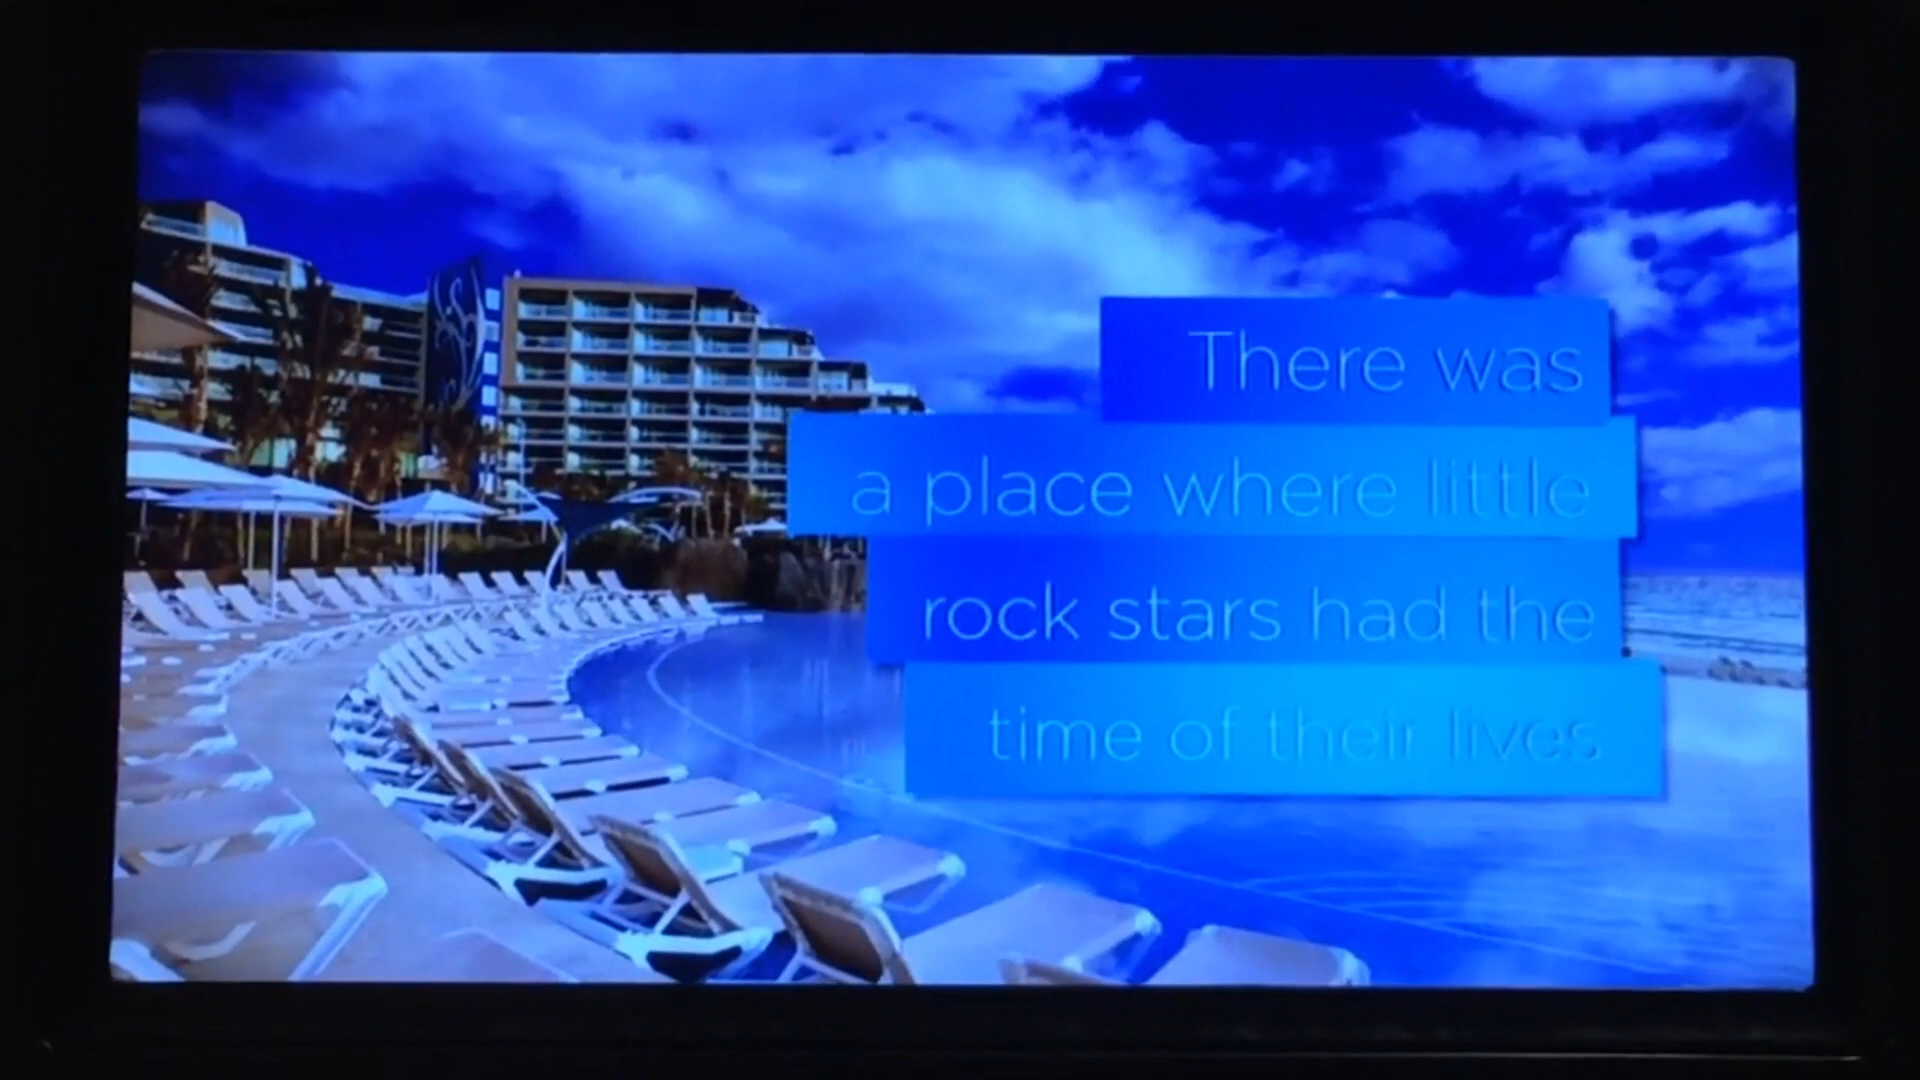 There was
a place where little
rock stars had the
time of their lives